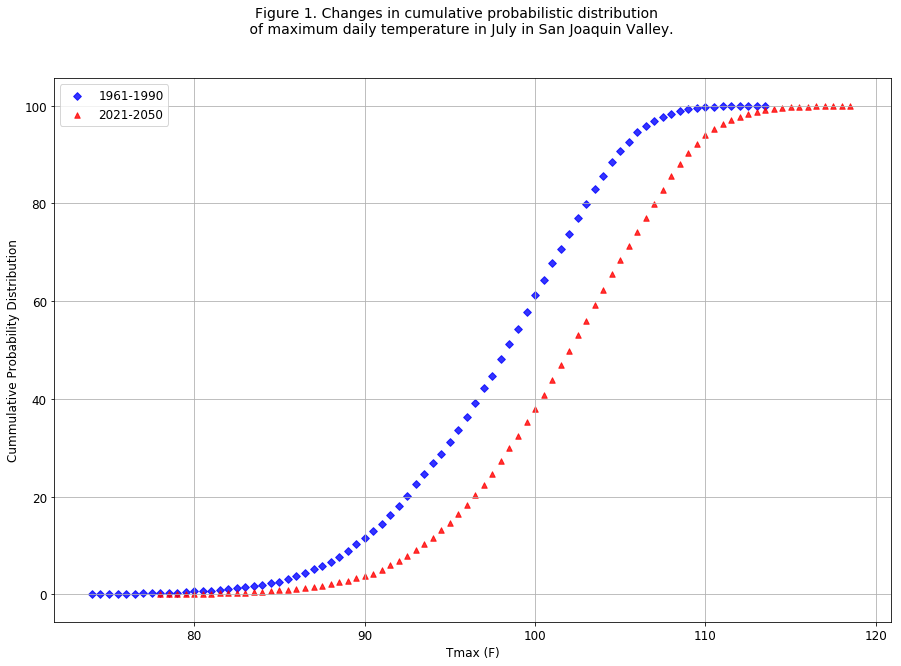 Figure 1. Changes in cumulative probabilistic distribution
of maximum daily temperature in July in San Joaquin Valley.
1961-1990
2021-2050
100
80
60
40
20
0
Cummulative Probability Distribution
80 90 100 110 120
Tmax (F)